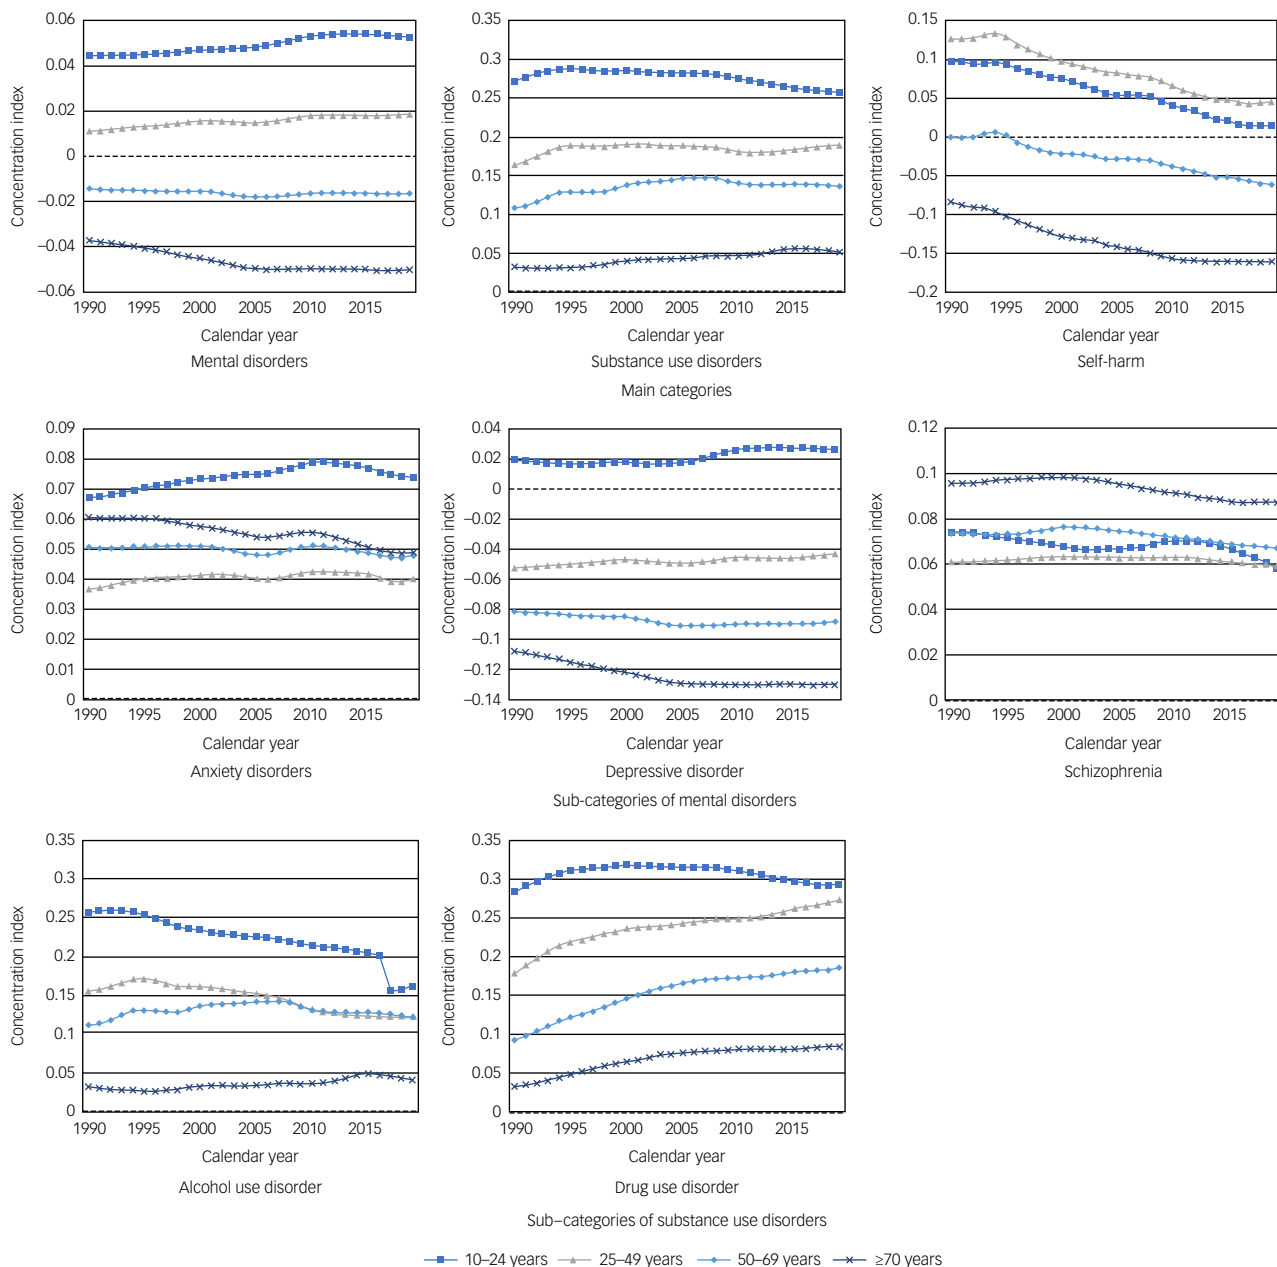 Concentration index
0.06
0.04
0.02
0
−0.02
−0.04
−0.06
1990 1995 2000 2005 2010 2015
Calendar year
Mental disorders
Concentration index
0.35
0.3
0.25
0.2
0.15
0.1
0.05
0
1990 1995 2000 2005 2010 2015
Calendar year
Substance use disorders
Main categories
Concentration index
0.15
0.1
0.05
0
−0.05
−0.1
−0.15
−0.2
1990 1995 2000 2005 2010 2015
Calendar year
Self-harm
Concentration index
0.09
0.08
0.07
0.06
0.05
0.04
0.03
0.02
0.01
0
1990 1995 2000 2005 2010 2015
Calendar year
Anxiety disorders
Concentration index
0.04
0.02
0
−0.02
−0.04
−0.06
−0.08
−0.1
−0.12
−0.14
1990 1995 2000 2005 2010 2015
Calendar year
Depressive disorder
Sub-categories of mental disorders
Concentration index
0.12
0.1
0.08
0.06
0.04
0.02
0
1990 1995 2000 2005 2010 2015
Calendar year
Schizophrenia
Concentration index
0.35
0.3
0.25
0.2
0.15
0.1
0.05
0
1990 1995 2000 2005 2010 2015
Calendar year
Alcohol use disorder
Concentration index
0.35
0.3
0.25
0.2
0.15
0.1
0.05
0
1990 1995 2000 2005 2010 2015
Calendar year
Drug use disorder
Sub–categories of substance use disorders
10–24 years 25–49 years 50–69 years ≥70 years